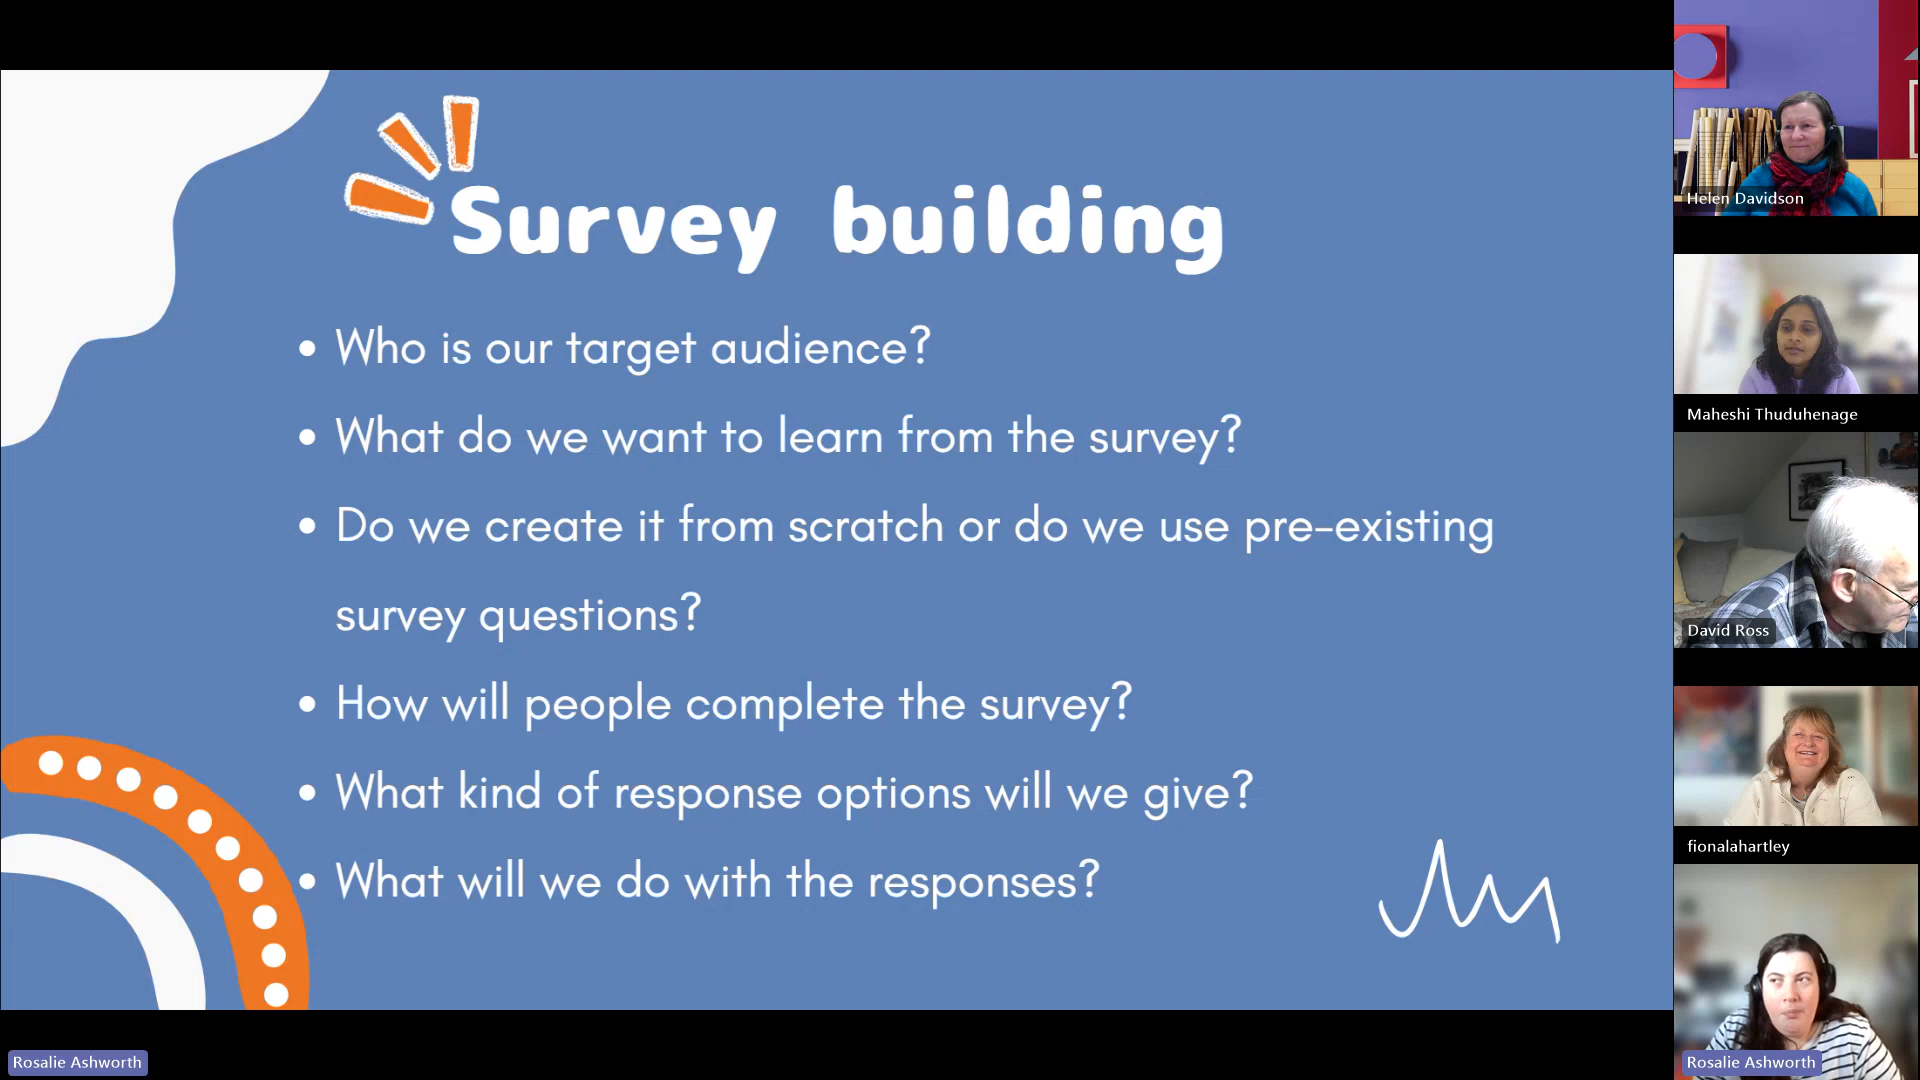 Survey building
• Who is our target audience?
• What do we want to learn from the survey?
• Do we create it from scratch or do we use pre-existing
survey questions?
• How will people complete the survey?
• What kind of response options will we give?
• What will we do with the responses?
Rosalie Ashworth
Helen Davidson
Maheshi Thuduhenage
David Ross
fionalahartley
Rosalie Ashworth